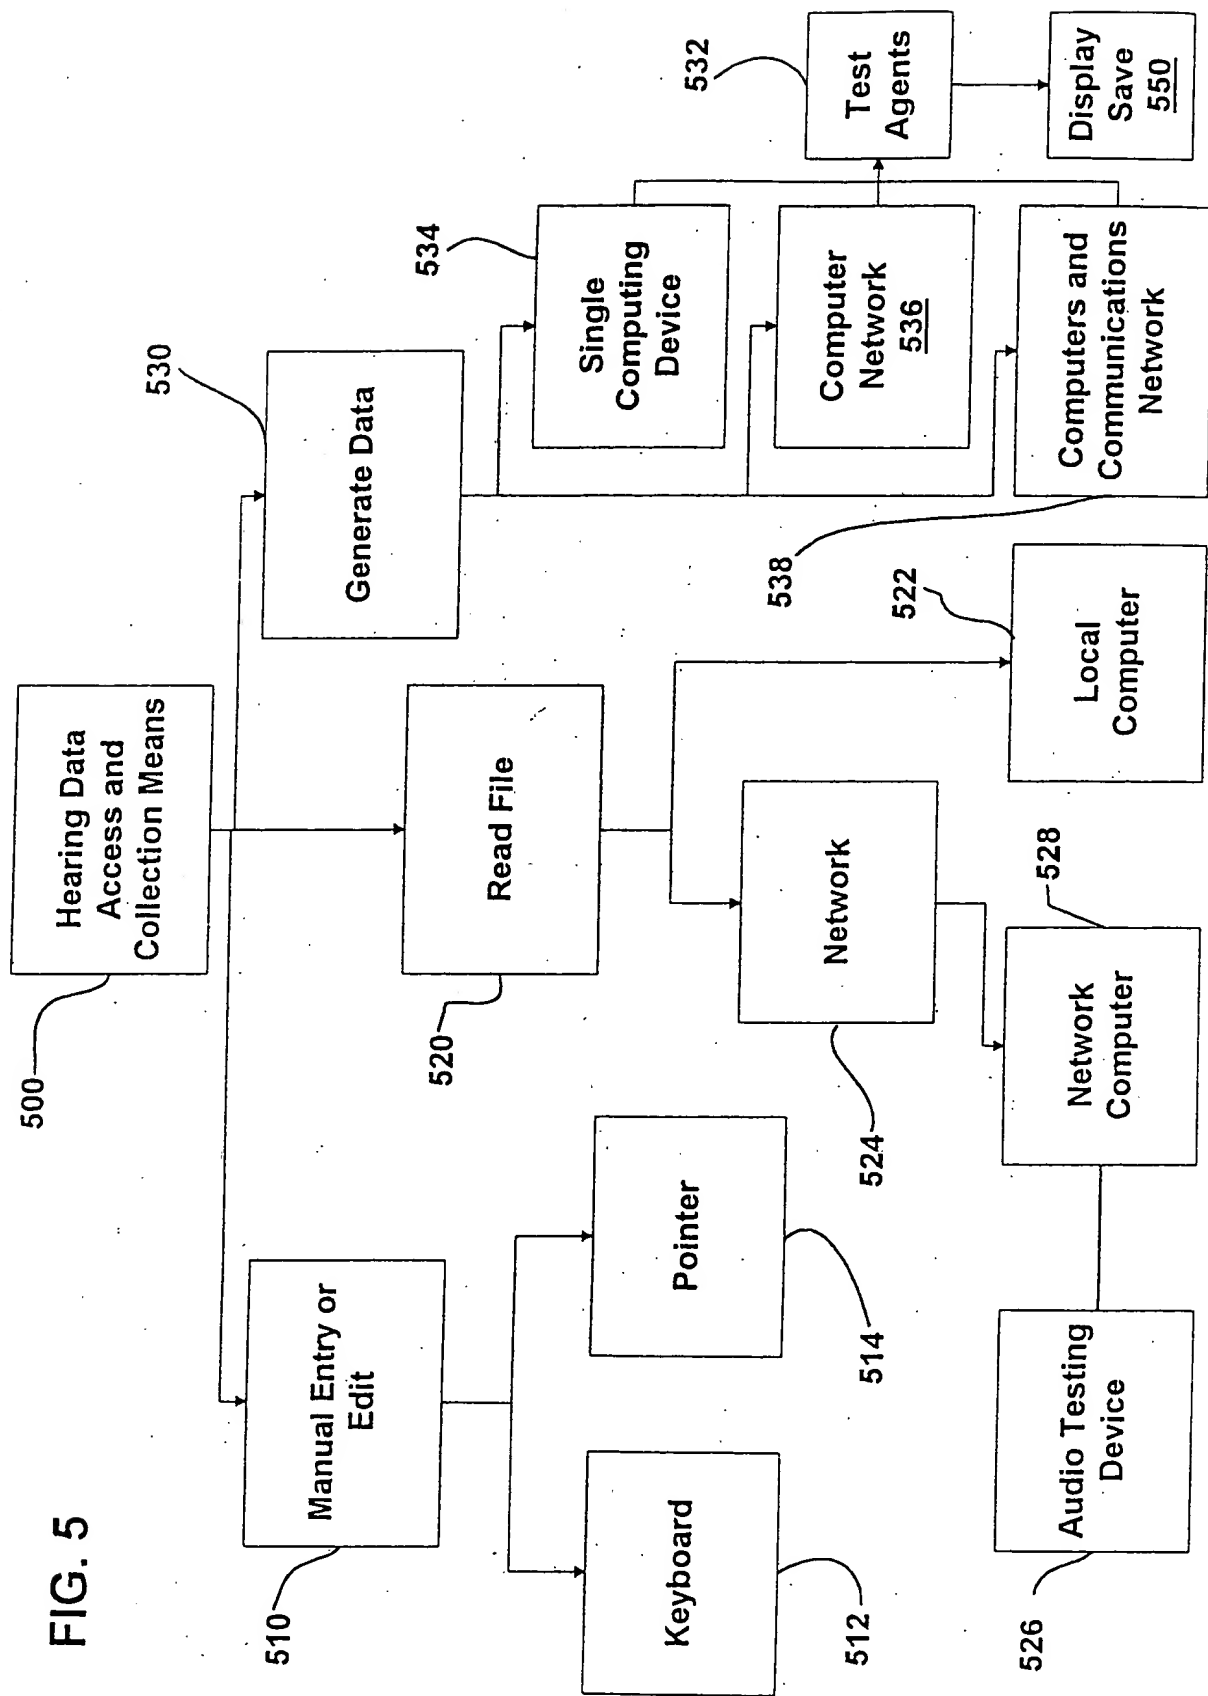 FIG. 5
500
Hearing Data
Access and
Collection Means
510
Manual Entry or
Edit
520
Read File
530
Generate Data
Keyboard
512
Pointer
514
Network
524
Local
Computer
522
Audio Testing
Device
526
Network
Computer
528
534
Single
Computing
Device
Computer
Network
536
538
Computers and
Communications
Network
532
Test
Agents
Display
Save
550